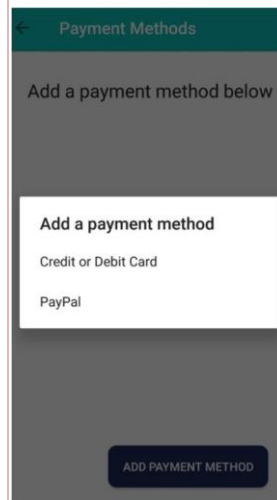 Payment Methods
Add a payment method below
Add a payment method
Credit or Debit Card
PayPal
ADD PAYMENT METHOD